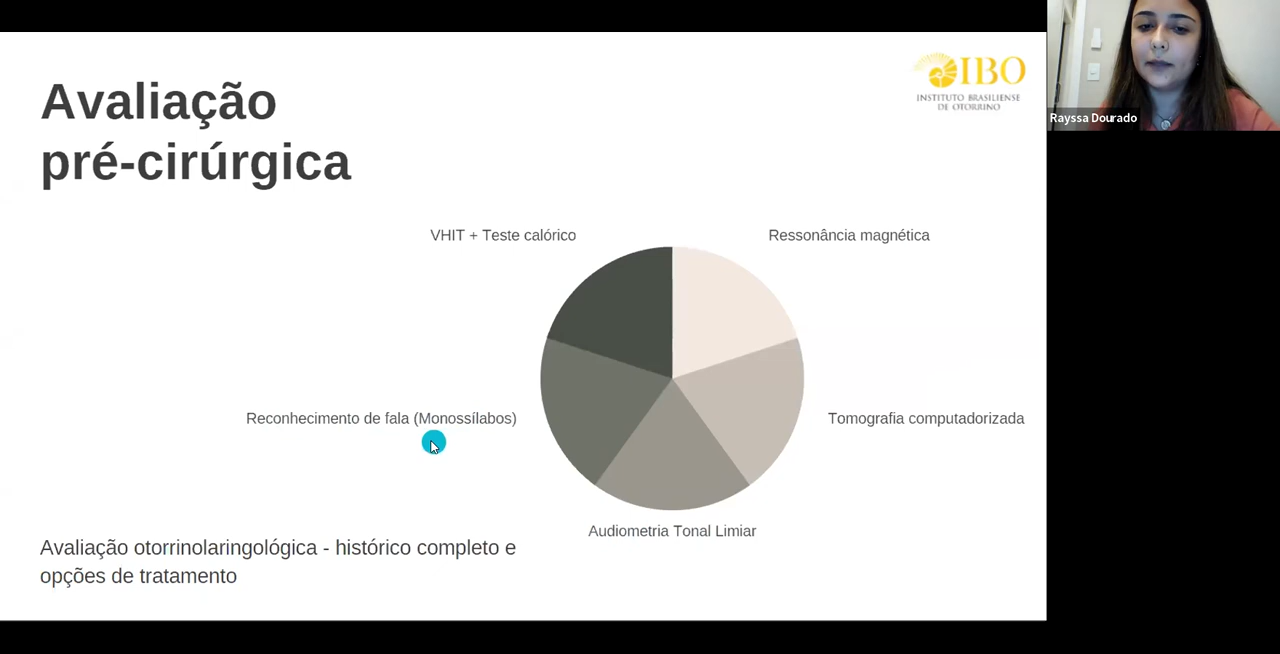 Avaliação
pré-cirúrgica
IBO
INSTITUTO BRASILIENSE
DE OTORRINO
Rayssa Dourado
VHIT + Teste calórico
Ressonância magnética
Reconhecimento de fala (Monossílabos)
Tomografia computadorizada
Audiometria Tonal Limiar
Avaliação otorrinolaringológica - histórico completo e
opções de tratamento